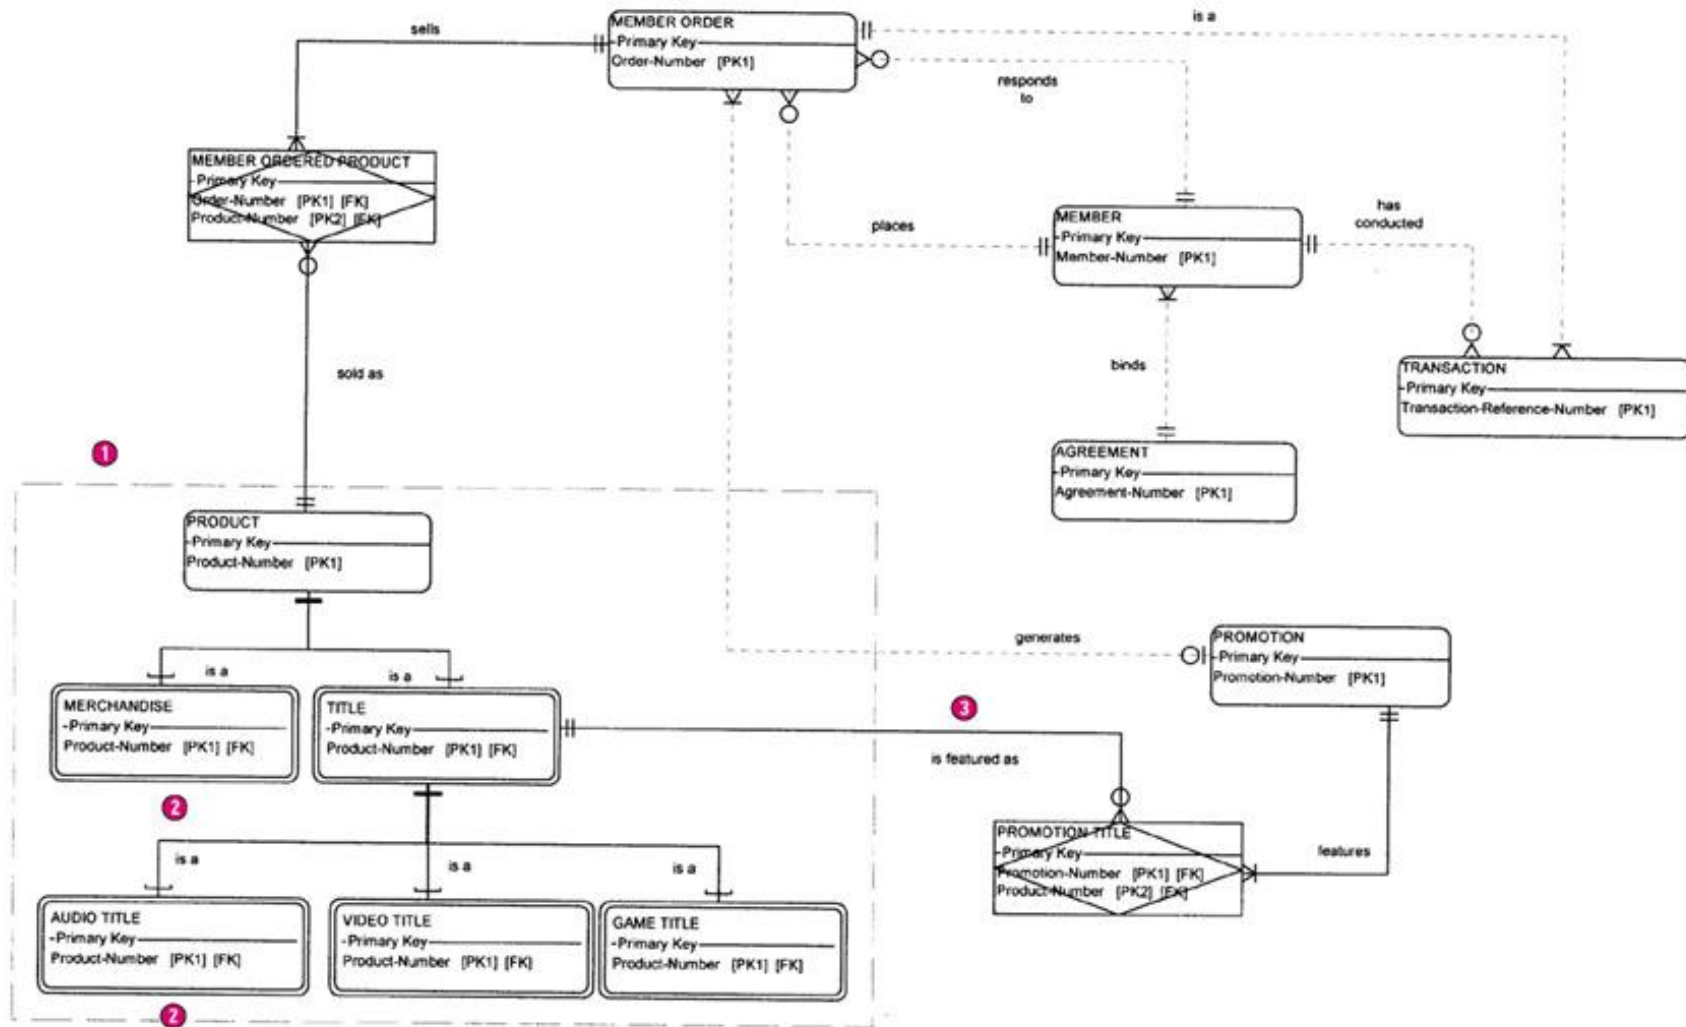 sells
MEMBER ORDER
-Primary Key
Order-Number [PK1]
is a
responds
to
MEMBER ORDERED PRODUCT
-Primary Key
Order-Number [PK1] [FK]
Product-Number [PK2] [FK]
places
MEMBER
-Primary Key
Member-Number [PK1]
has
conducted
sold as
binds
TRANSACTION
-Primary Key
Transaction-Reference-Number [PK1]
1
AGREEMENT
-Primary Key
Agreement-Number [PK1]
PRODUCT
-Primary Key
Product-Number [PK1]
generates
PROMOTION
-Primary Key
Promotion-Number [PK1]
is a
is a
MERCHANDISE
-Primary Key
Product-Number [PK1] [FK]
TITLE
-Primary Key
Product-Number [PK1] [FK]
3
is featured as
2
PROMOTION TITLE
-Primary Key
Promotion-Number [PK1] [FK]
Product-Number [PK2] [FK]
features
is a
is a
is a
AUDIO TITLE
-Primary Key
Product-Number [PK1] [FK]
VIDEO TITLE
-Primary Key
Product-Number [PK1] [FK]
GAME TITLE
-Primary Key
Product-Number [PK1] [FK]
2